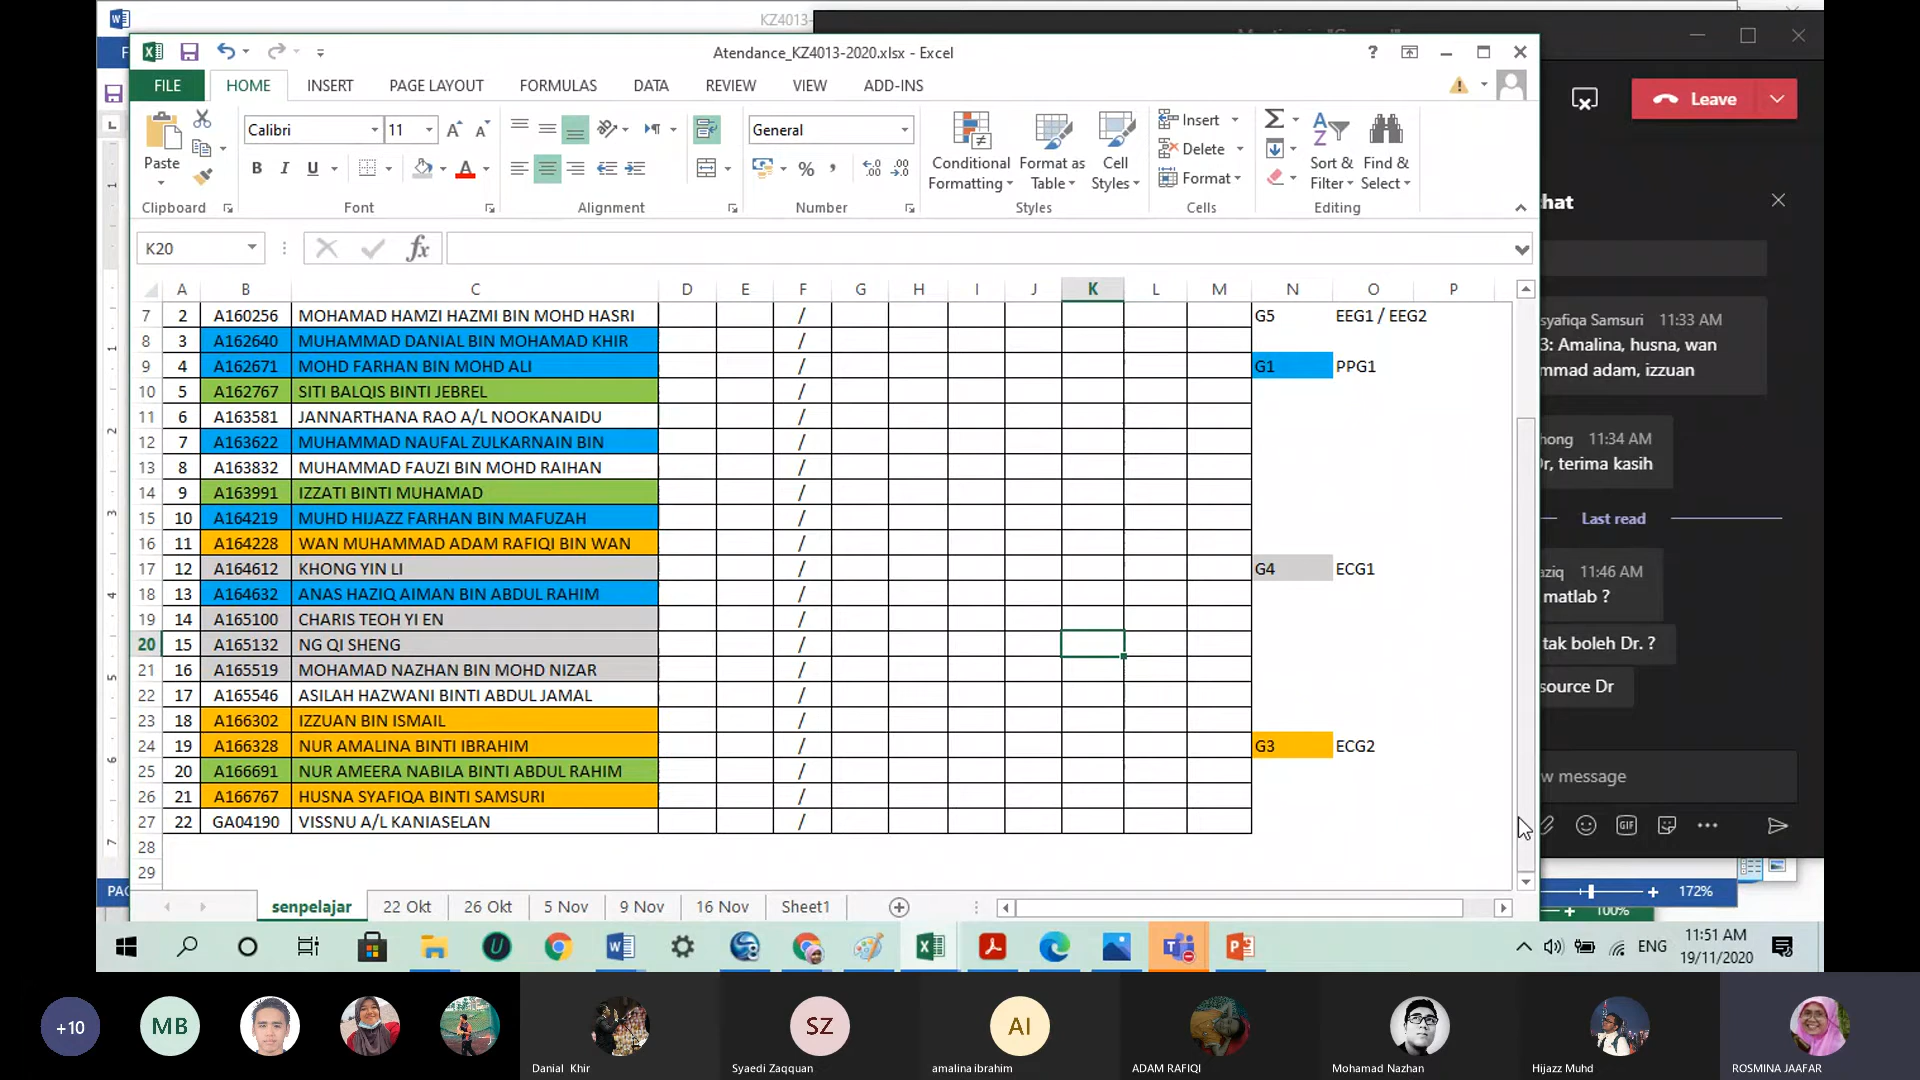 KZ4013-
Atendance_KZ4013-2020.xlsx - Excel
FILE HOME INSERT PAGE LAYOUT FORMULAS DATA REVIEW VIEW ADD-INS
Leave
Calibri 11
General
Paste
B I U
Conditional Formatting
Format as Table
Cell Styles
Insert
Delete
Format
Sort & Filter
Find & Select
Clipboard Font Alignment Number Styles Cells Editing
hat
K20
fx
A B C D E F G H I J K L M N O P
7 2 A160256 MOHAMAD HAMZI HAZMI BIN MOHD HASRI / G5 EEG1 / EEG2
8 3 A162640 MUHAMMAD DANIAL BIN MOHAMAD KHIR /
9 4 A162671 MOHD FARHAN BIN MOHD ALI / G1 PPG1
10 5 A162767 SITI BALQIS BINTI JEBREL /
11 6 A163581 JANNARTHANA RAO A/L NOOKANAIDU /
12 7 A163622 MUHAMMAD NAUFAL ZULKARNAIN BIN /
13 8 A163832 MUHAMMAD FAUZI BIN MOHD RAIHAN /
14 9 A163991 IZZATI BINTI MUHAMAD /
15 10 A164219 MUHD HIJAZZ FARHAN BIN MAFUZAH /
16 11 A164228 WAN MUHAMMAD ADAM RAFIQI BIN WAN /
17 12 A164612 KHONG YIN LI / G4 ECG1
18 13 A164632 ANAS HAZIQ AIMAN BIN ABDUL RAHIM /
19 14 A165100 CHARIS TEOH YI EN /
20 15 A165132 NG QI SHENG /
21 16 A165519 MOHAMAD NAZHAN BIN MOHD NIZAR /
22 17 A165546 ASILAH HAZWANI BINTI ABDUL JAMAL /
23 18 A166302 IZZUAN BIN ISMAIL /
24 19 A166328 NUR AMALINA BINTI IBRAHIM / G3 ECG2
25 20 A166691 NUR AMEERA NABILA BINTI ABDUL RAHIM /
26 21 A166767 HUSNA SYAFIQA BINTI SAMSURI /
27 22 GA04190 VISSNU A/L KANIASELAN /
28
29
syafiqa Samsuri 11:33 AM
3: Amalina, husna, wan
mmad adam, izzuan
hong 11:34 AM
r, terima kasih
Last read
aziq 11:46 AM
matlab ?
tak boleh Dr. ?
source Dr
w message
GIF
senpelajar 22 Okt 26 Okt 5 Nov 9 Nov 16 Nov Sheet1
PAG
172%
100%
ENG
11:51 AM
19/11/2020
+10
MB
SZ
AI
Danial Khir
Syaedi Zaqquan
amalina ibrahim
ADAM RAFIQI
Mohamad Nazhan
Hijazz Muhd
ROSMINA JAAFAR